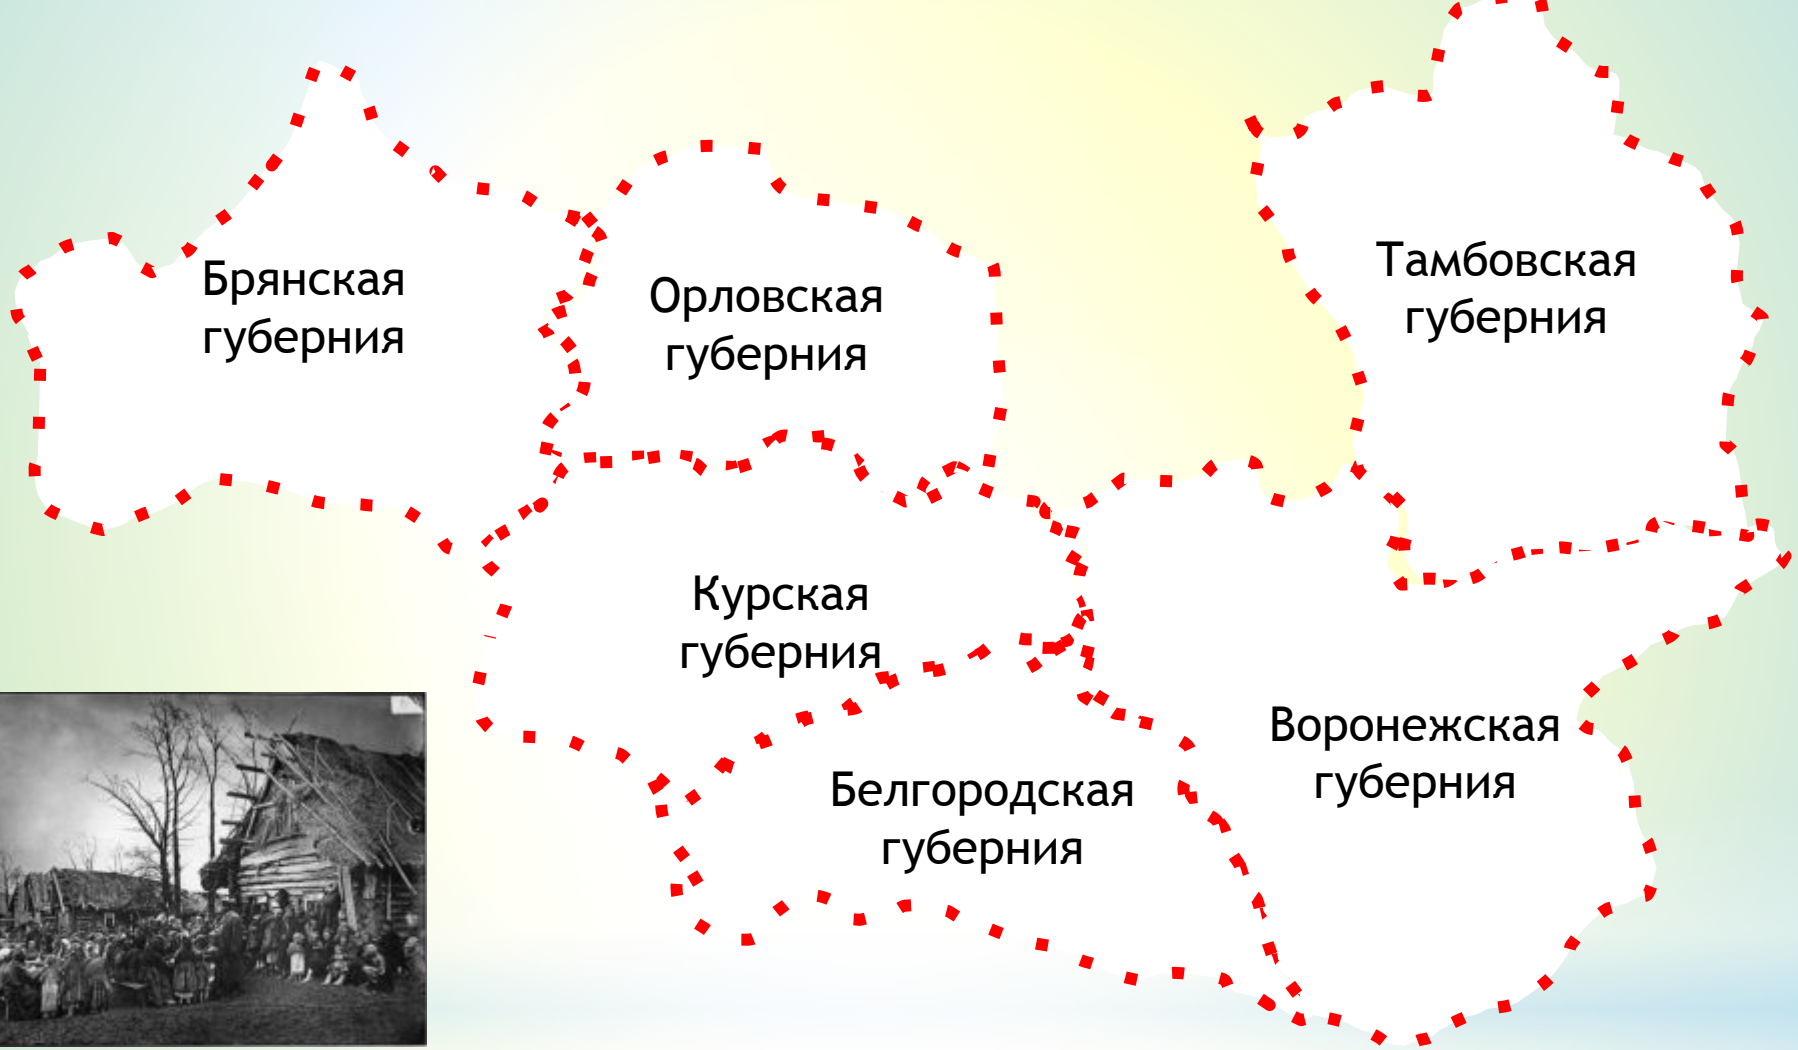 Брянская
губерния
Орловская
губерния
Тамбовская
губерния
Курская
губерния
Воронежская
губерния
Белгородская
губерния